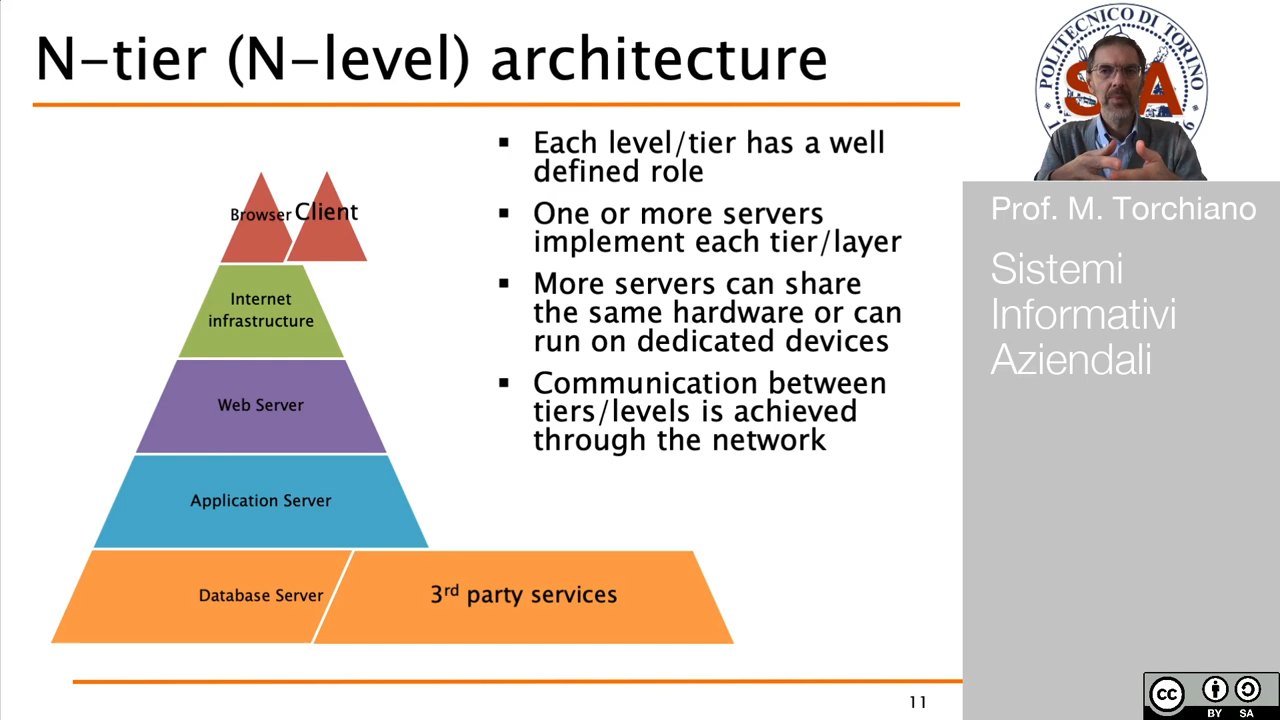 N-tier (N-level) architecture
Browser
Client
Internet
infrastructure
Web Server
Application Server
Database Server
3rd party services
▪ Each level/tier has a well
defined role
▪ One or more servers
implement each tier/layer
▪ More servers can share
the same hardware or can
run on dedicated devices
▪ Communication between
tiers/levels is achieved
through the network
11
POLITECNICO DI TORINO
S A
Prof. M. Torchiano
Sistemi
Informativi
Aziendali
cc
BY SA